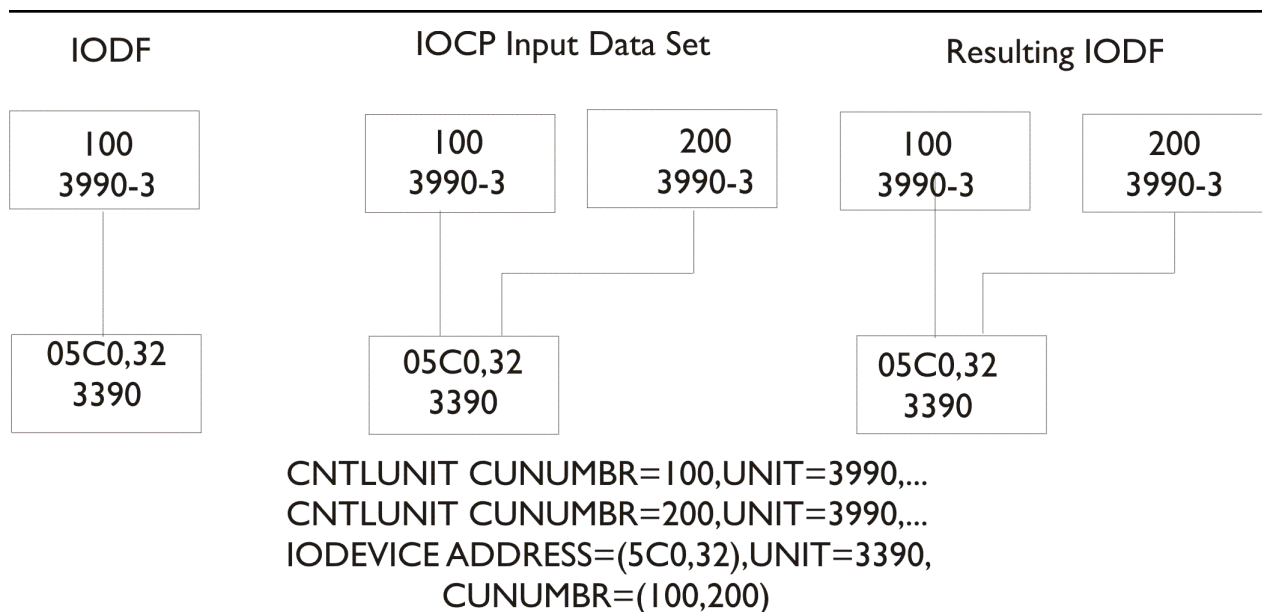 IODF
IOCP Input Data Set
Resulting IODF
100
3990-3
100
3990-3
200
3990-3
100
3990-3
200
3990-3
05C0,32
3390
05C0,32
3390
05C0,32
3390
CNTLUNIT CUNUMBR=100,UNIT=3990,...
CNTLUNIT CUNUMBR=200,UNIT=3990,...
IODEVICE ADDRESS=(5C0,32),UNIT=3390,
CUNUMBR=(100,200)